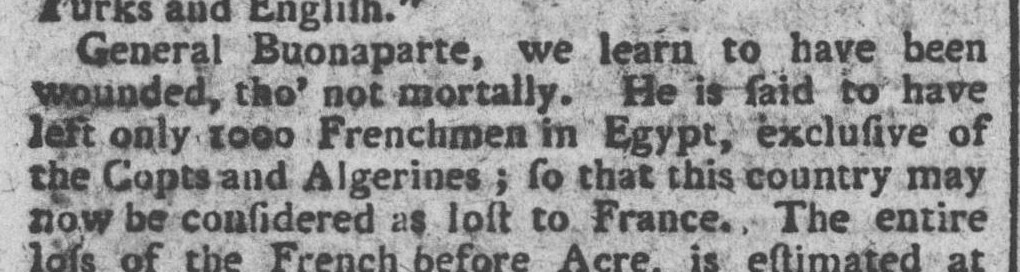 Turks and Engliſh."
General Buonaparte, we learn to have been
wounded, tho' not mortally. He is ſaid to have
left only 1000 Frenchmen in Egypt, excluſive of
the Copts and Algerines; ſo that this country may
now be conſidered as loſt to France. The entire
loſs of the French before Acre, is eſtimated at